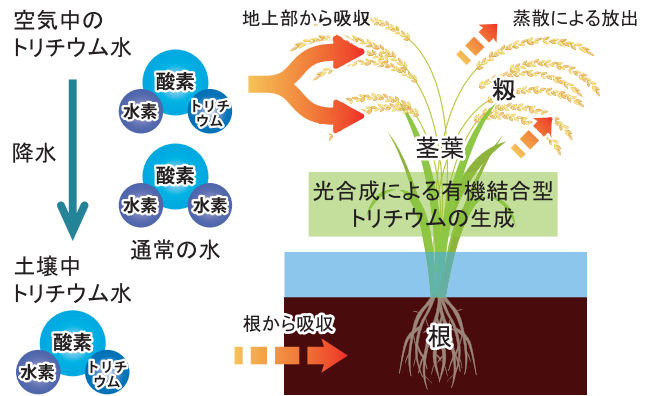 空気中の
トリチウム水
酸素
水素
トリチ
ウム
降水
酸素
水素
水素
通常の水
土壌中
トリチウム水
酸素
水素
トリチ
ウム
地上部から吸収
蒸散による放出
籾
茎葉
光合成による有機結合型
トリチウムの生成
根から吸収
根